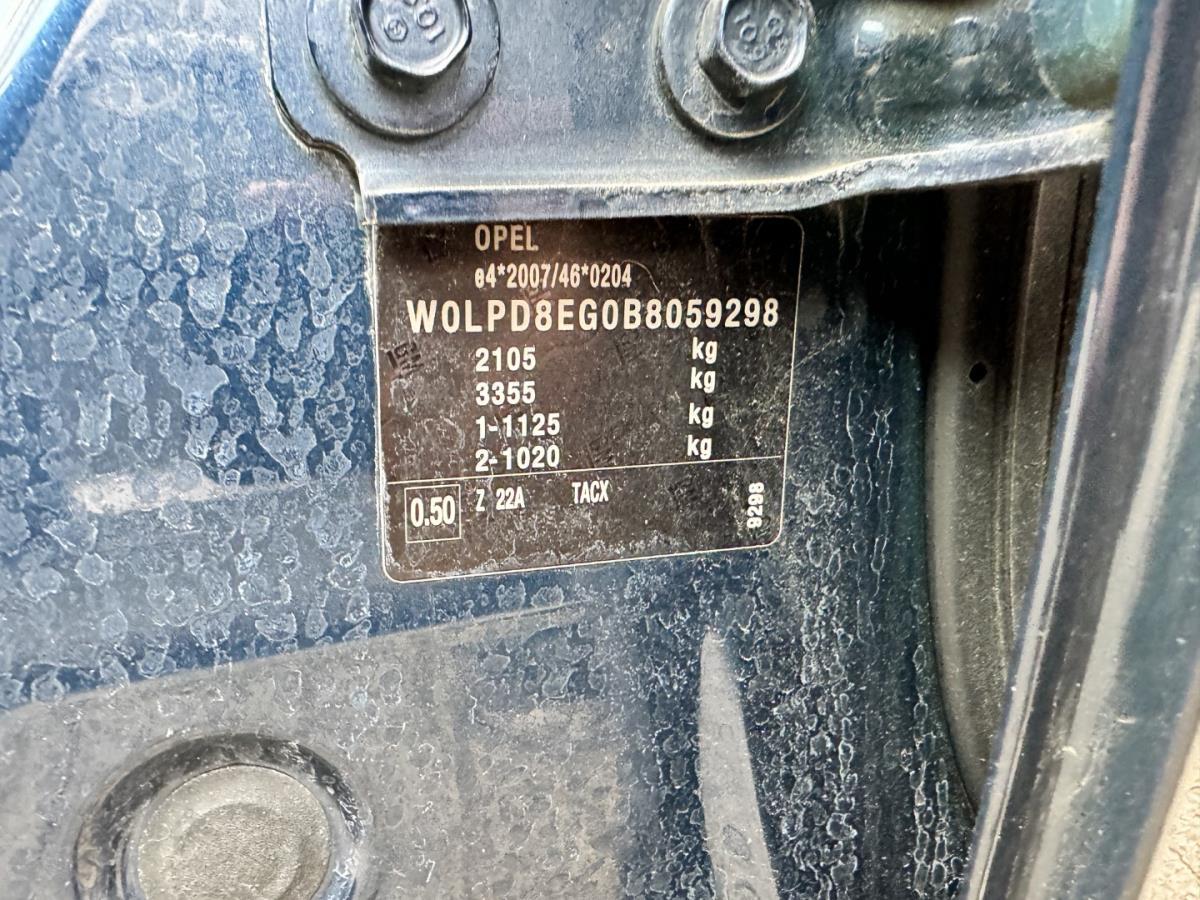 OPEL
e4*2007/46*0204
W0LPD8EG0B8059298
2105 kg
3355 kg
1-1125 kg
2-1020 kg
0.50 Z 22A TACX 9298